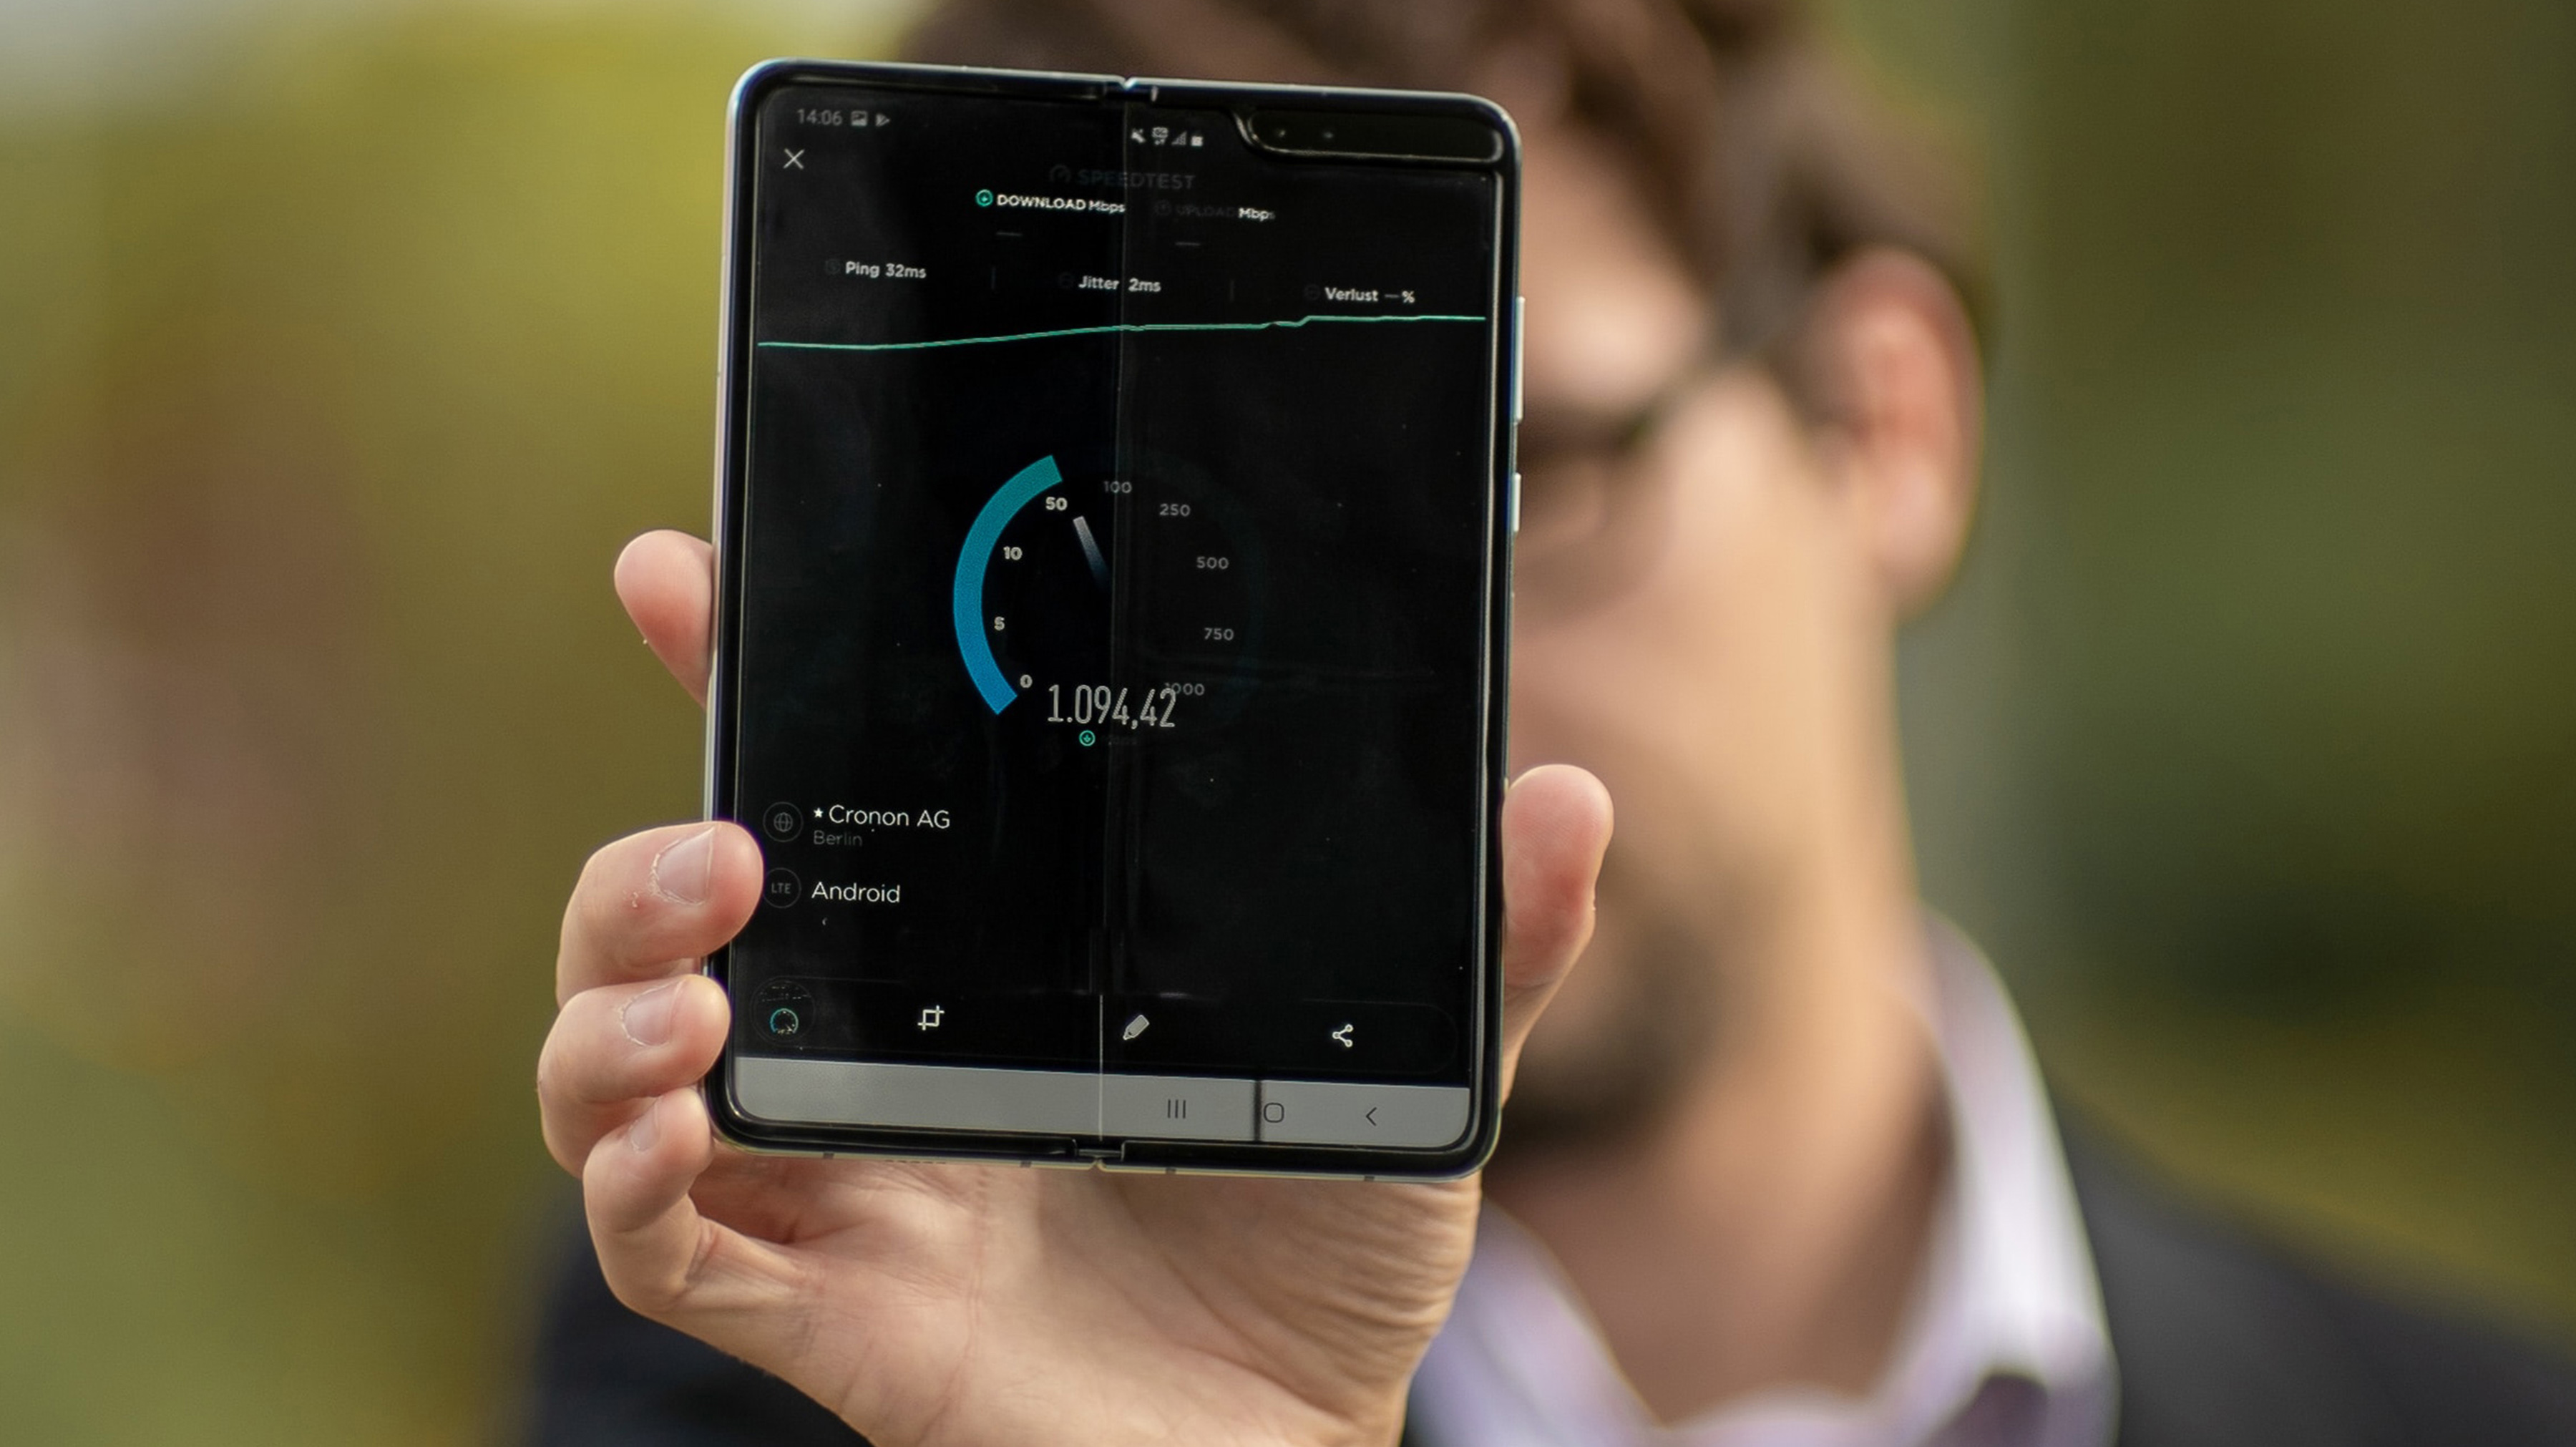 14:06
SPEEDTEST
DOWNLOAD Mbps UPLOAD Mbps
Ping 32ms Jitter 2ms Verlust — %
100
50 250
10 500
5 750
0 1000
1.094,42
★ Cronon AG
Berlin
LTE Android